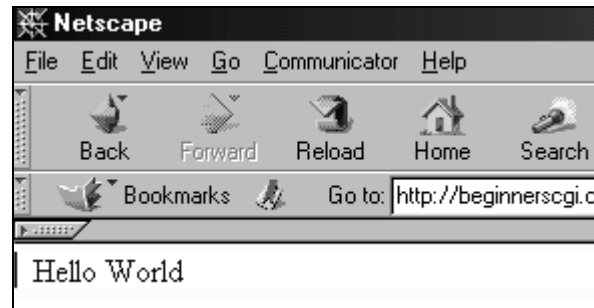 Netscape
File Edit View Go Communicator Help
Back Forward Reload Home Search
Bookmarks Go to: http://beginnerscgi.c
Hello World